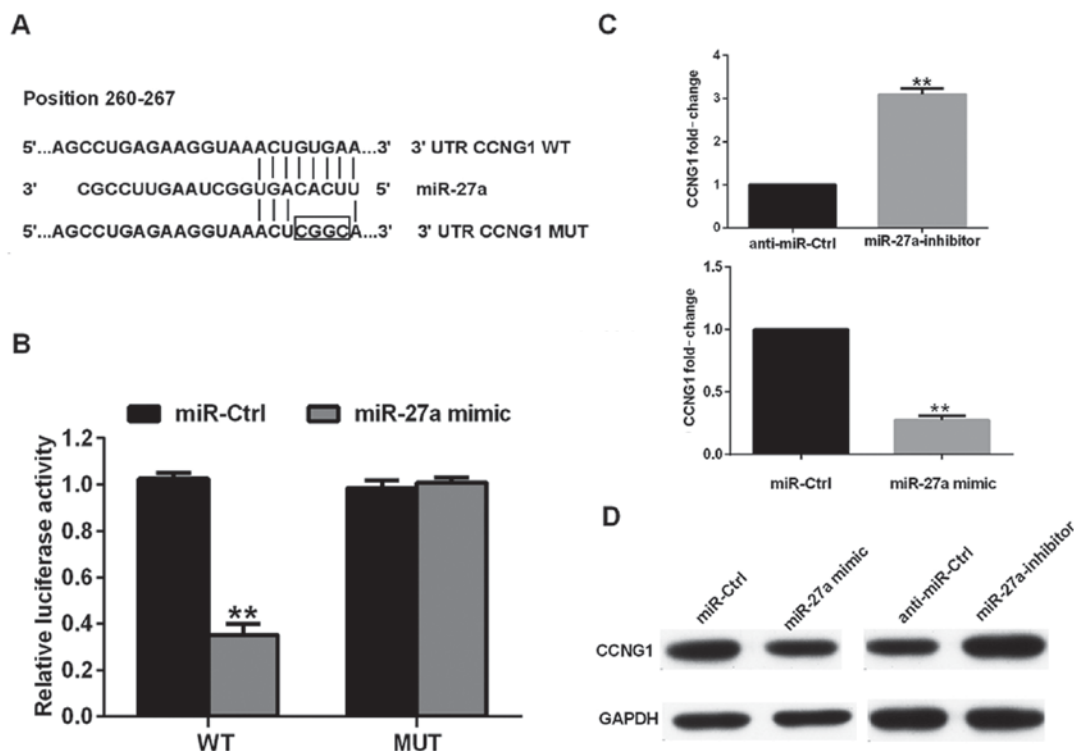 A
Position 260-267
5'...AGCCUGAGAAGGUAAACUGUGAA...3' 3' UTR CCNG1 WT
3' CGCCUUGAAUCGGUGACACUU 5' miR-27a
5'...AGCCUGAGAAGGUAAACUCGGCA...3' 3' UTR CCNG1 MUT
B
miR-Ctrl miR-27a mimic
Relative luciferase activity
1.2
1.0
0.8
0.6
0.4
0.2
0.0
**
WT MUT
C
CCNG1 fold-change
4
3
2
1
0
**
anti-miR-Ctrl miR-27a-inhibitor
CCNG1 fold-change
1.5
1.0
0.5
0.0
**
miR-Ctrl miR-27a mimic
D
miR-Ctrl miR-27a mimic anti-miR-Ctrl miR-27a-inhibitor
CCNG1
GAPDH